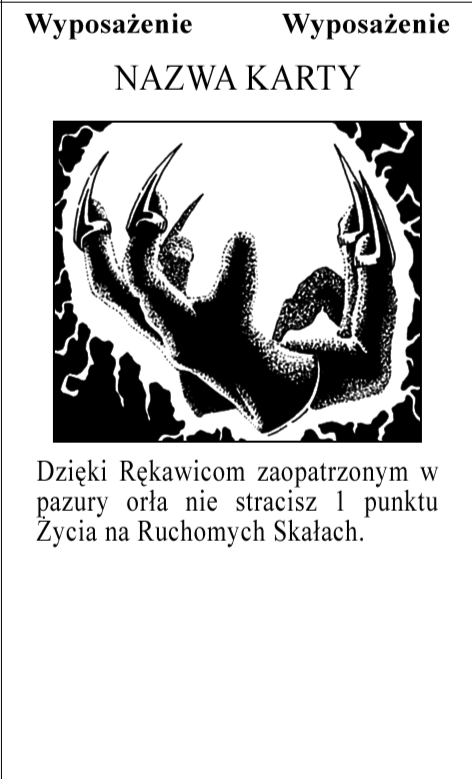 Wyposażenie Wyposażenie
NAZWA KARTY
Dzięki Rękawicom zaopatrzonym w
pazury orła nie stracisz 1 punktu
Życia na Ruchomych Skałach.